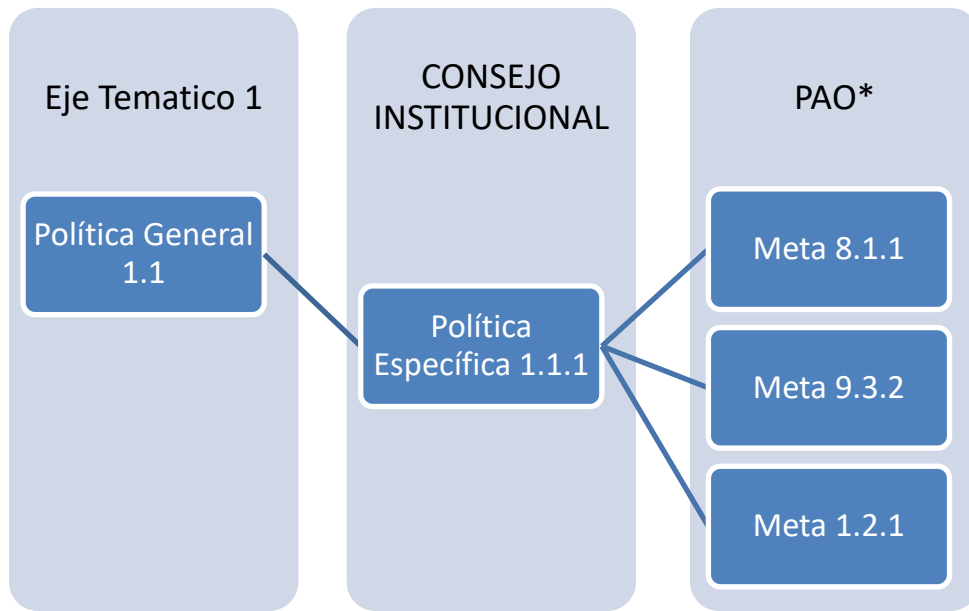 Eje Tematico 1
Política General
1.1
CONSEJO
INSTITUCIONAL
Política
Específica 1.1.1
PAO*
Meta 8.1.1
Meta 9.3.2
Meta 1.2.1